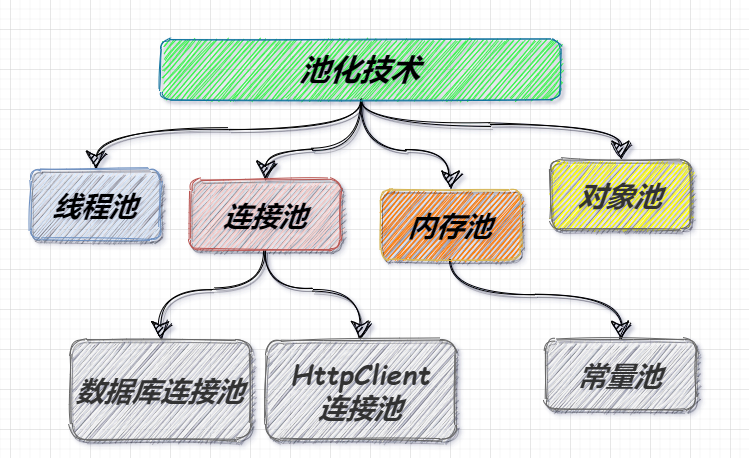 池化技术
线程池
连接池
内存池
对象池
数据库连接池
HttpClient
连接池
常量池